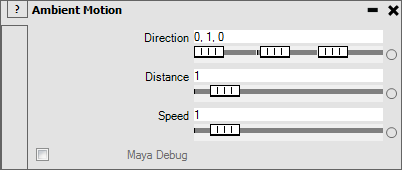 ? Ambient Motion
Direction 0, 1, 0
Distance 1
Speed 1
Maya Debug